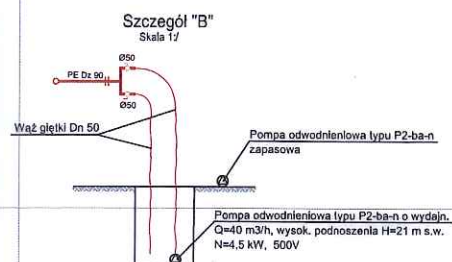 Szczegół "B"
Skala 1:/
Ø50
PE Dz 90
Ø50
Wąż giętki Dn 50
Pompa odwodnieniowa typu P2-ba-n
zapasowa
Pompa odwodnieniowa typu P2-ba-n o wydajn.
Q=40 m3/h, wysok. podnoszenia H=21 m s.w.
N=4,5 kW, 500V